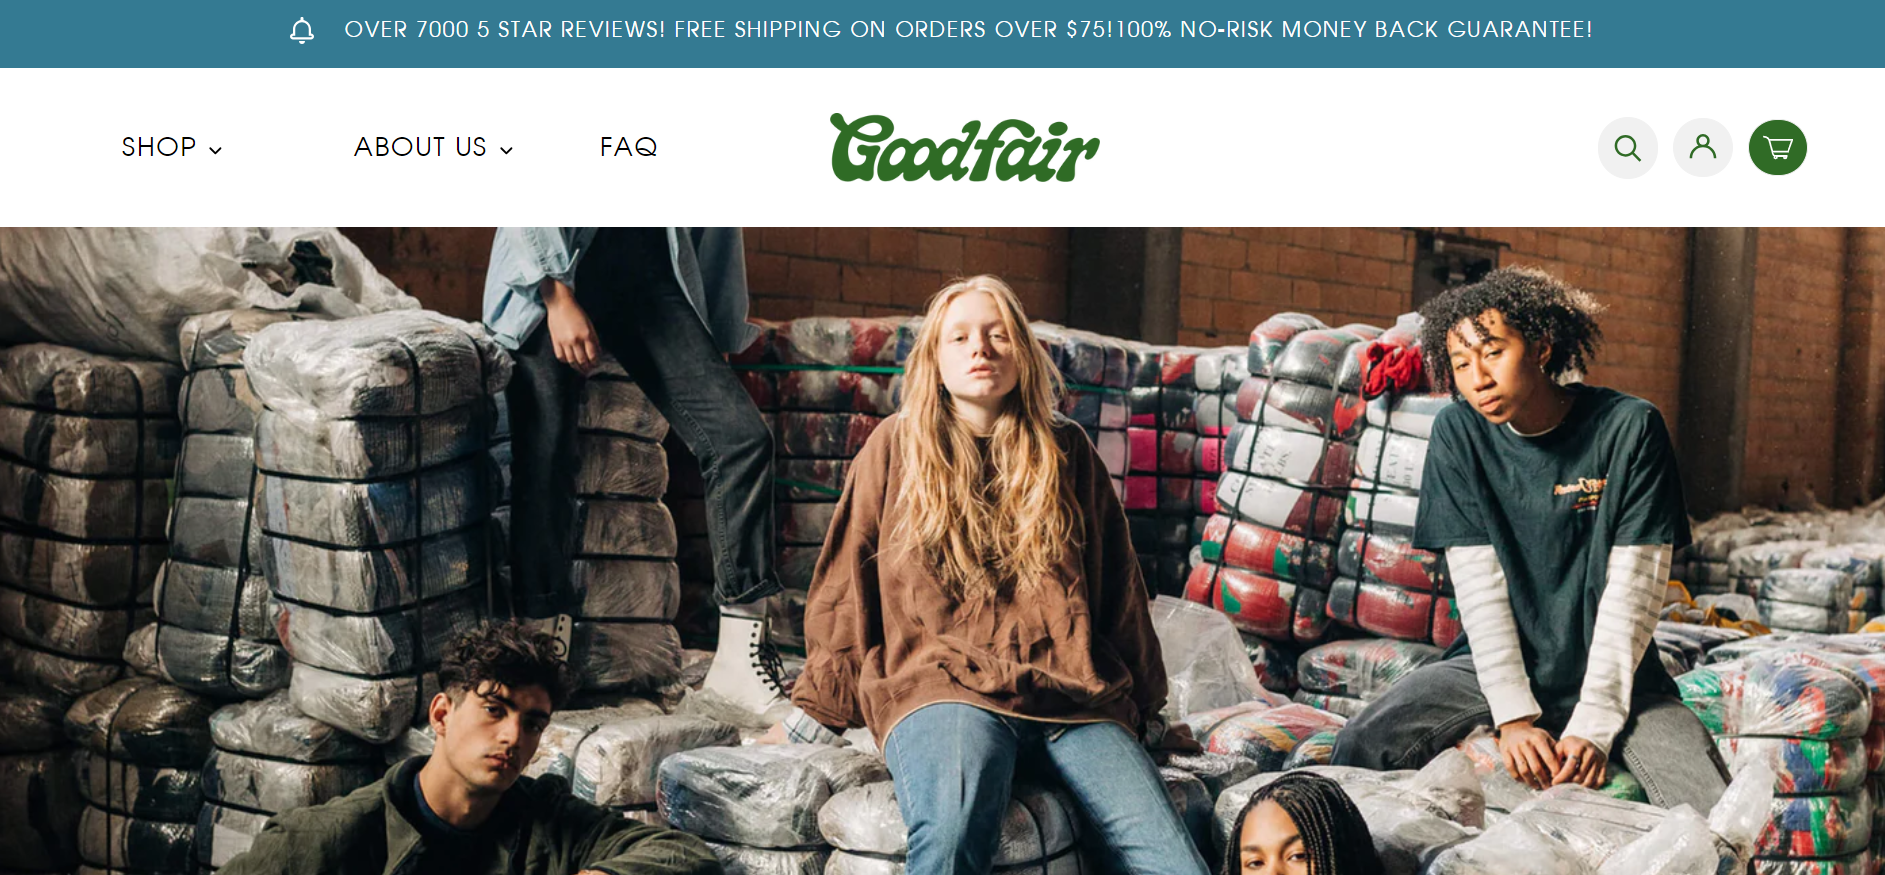 OVER 7000 5 STAR REVIEWS! FREE SHIPPING ON ORDERS OVER $75!100% NO-RISK MONEY BACK GUARANTEE!
SHOP
ABOUT US
FAQ
Goodfair